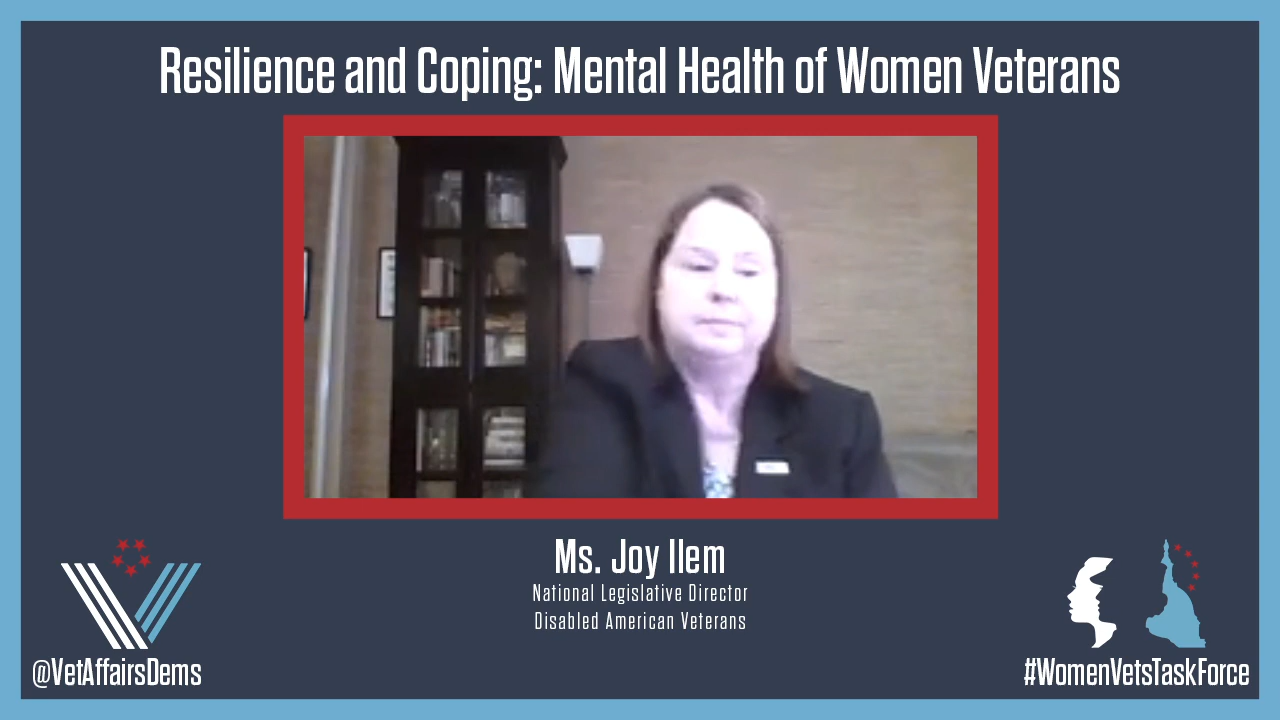 Resilience and Coping: Mental Health of Women Veterans
Ms. Joy Ilem
National Legislative Director
Disabled American Veterans
@VetAffairsDems
#WomenVetsTaskForce